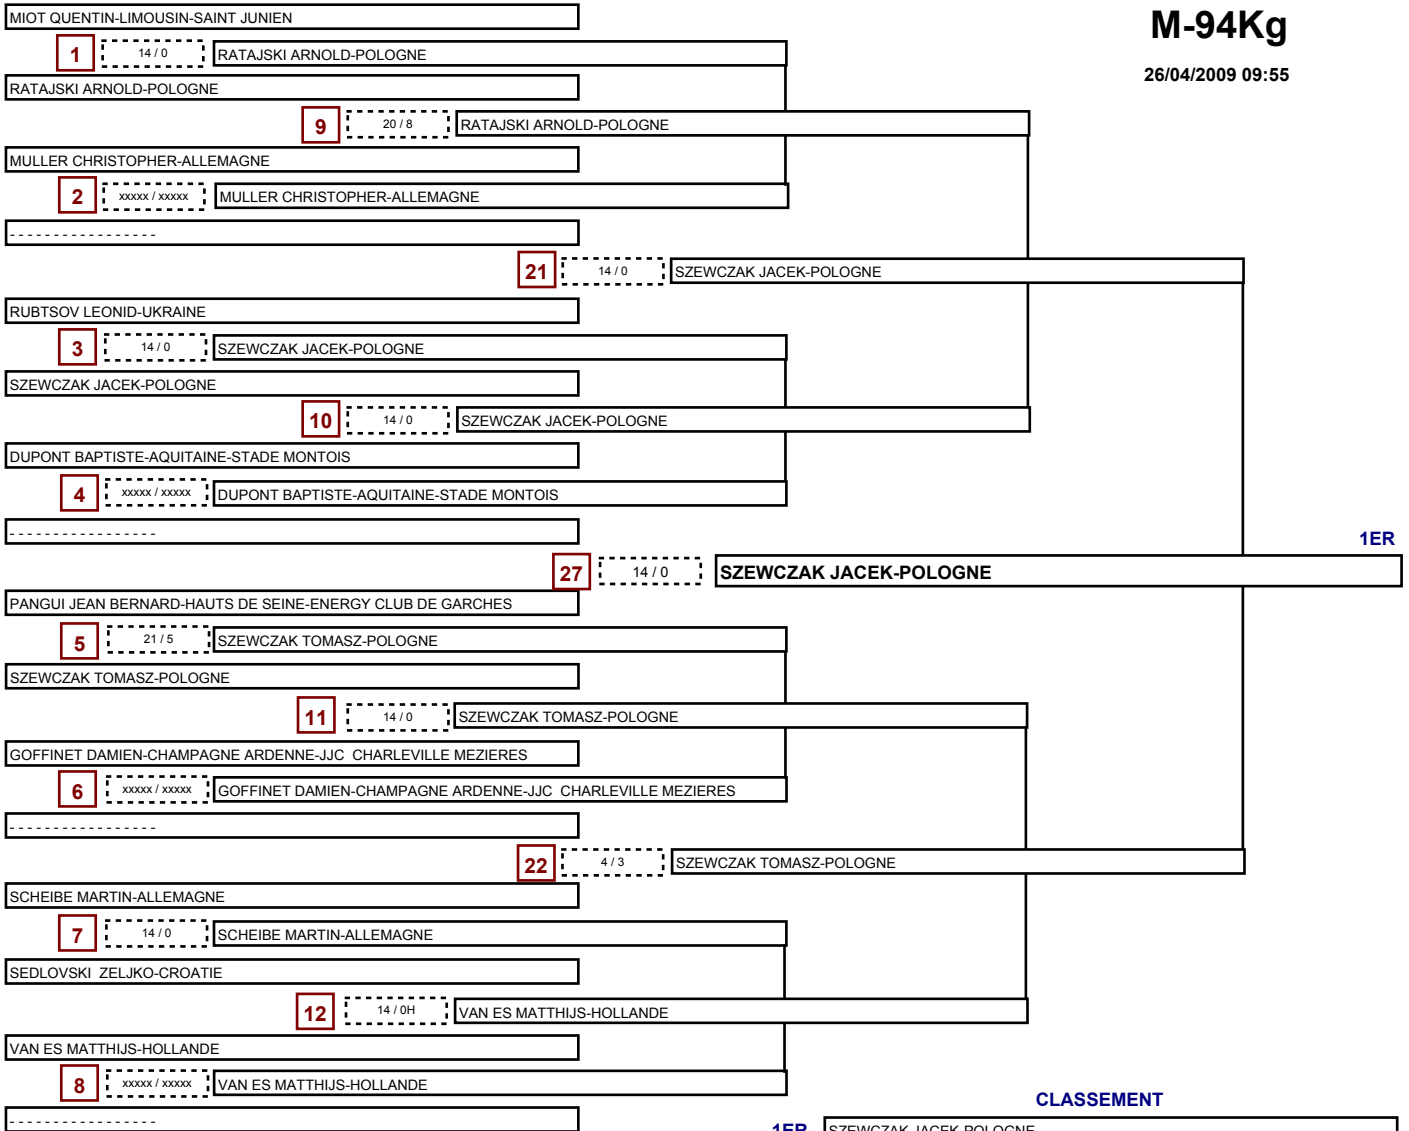 MIOT QUENTIN-LIMOUSIN-SAINT JUNIEN
M-94Kg
1 14 / 0 RATAJSKI ARNOLD-POLOGNE
26/04/2009 09:55
RATAJSKI ARNOLD-POLOGNE
9 20 / 8 RATAJSKI ARNOLD-POLOGNE
MULLER CHRISTOPHER-ALLEMAGNE
2 xxxxx / xxxxx MULLER CHRISTOPHER-ALLEMAGNE
- - - - - - - - - - - - - - - - -
21 14 / 0 SZEWCZAK JACEK-POLOGNE
RUBTSOV LEONID-UKRAINE
3 14 / 0 SZEWCZAK JACEK-POLOGNE
SZEWCZAK JACEK-POLOGNE
10 14 / 0 SZEWCZAK JACEK-POLOGNE
DUPONT BAPTISTE-AQUITAINE-STADE MONTOIS
4 xxxxx / xxxxx DUPONT BAPTISTE-AQUITAINE-STADE MONTOIS
- - - - - - - - - - - - - - - - -
1ER
27 14 / 0 SZEWCZAK JACEK-POLOGNE
PANGUI JEAN BERNARD-HAUTS DE SEINE-ENERGY CLUB DE GARCHES
5 21 / 5 SZEWCZAK TOMASZ-POLOGNE
SZEWCZAK TOMASZ-POLOGNE
11 14 / 0 SZEWCZAK TOMASZ-POLOGNE
GOFFINET DAMIEN-CHAMPAGNE ARDENNE-JJC  CHARLEVILLE MEZIERES
6 xxxxx / xxxxx GOFFINET DAMIEN-CHAMPAGNE ARDENNE-JJC  CHARLEVILLE MEZIERES
- - - - - - - - - - - - - - - - -
22 4 / 3 SZEWCZAK TOMASZ-POLOGNE
SCHEIBE MARTIN-ALLEMAGNE
7 14 / 0 SCHEIBE MARTIN-ALLEMAGNE
SEDLOVSKI  ZELJKO-CROATIE
12 14 / 0H VAN ES MATTHIJS-HOLLANDE
VAN ES MATTHIJS-HOLLANDE
8 xxxxx / xxxxx VAN ES MATTHIJS-HOLLANDE
CLASSEMENT
- - - - - - - - - - - - - - - - -
1ER SZEWCZAK JACEK-POLOGNE